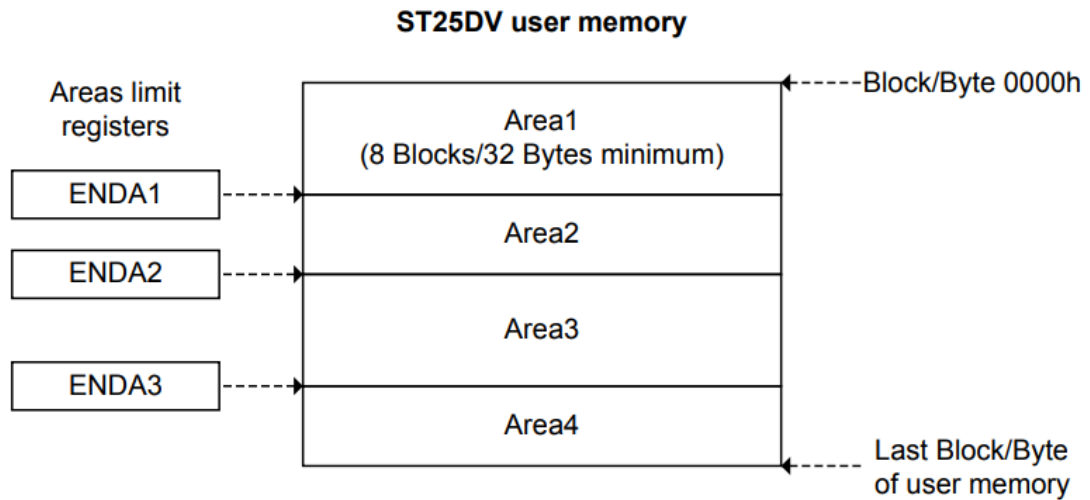 ST25DV user memory
Areas limit
registers
Block/Byte 0000h
Area1
(8 Blocks/32 Bytes minimum)
ENDA1
Area2
ENDA2
Area3
ENDA3
Area4
Last Block/Byte
of user memory